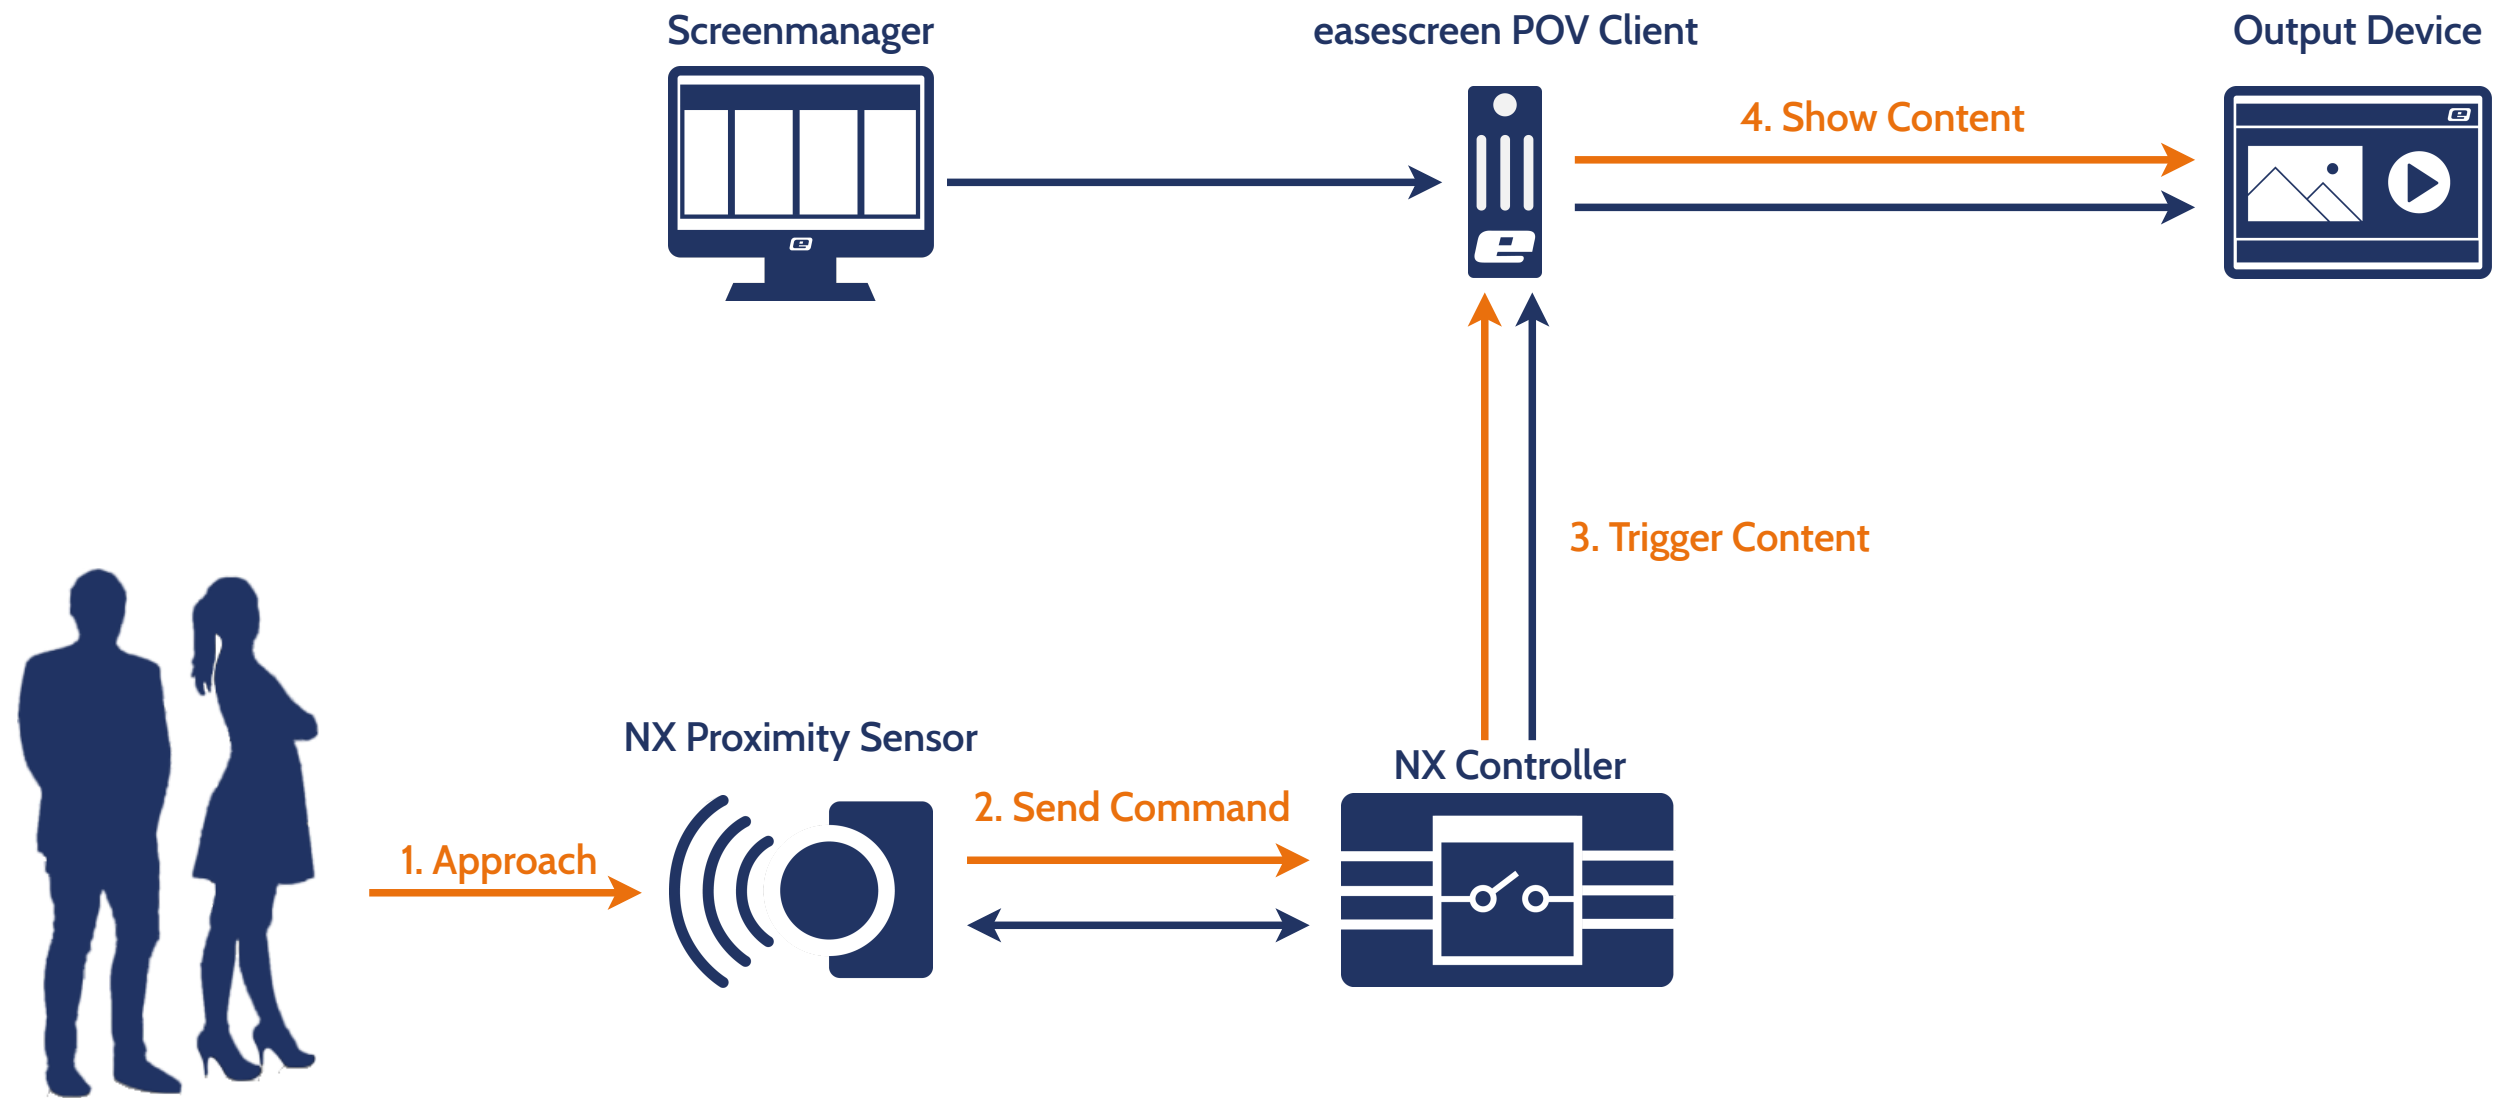 Screenmanager
easescreen POV Client
Output Device
4. Show Content
3. Trigger Content
NX Proximity Sensor
NX Controller
2. Send Command
1. Approach